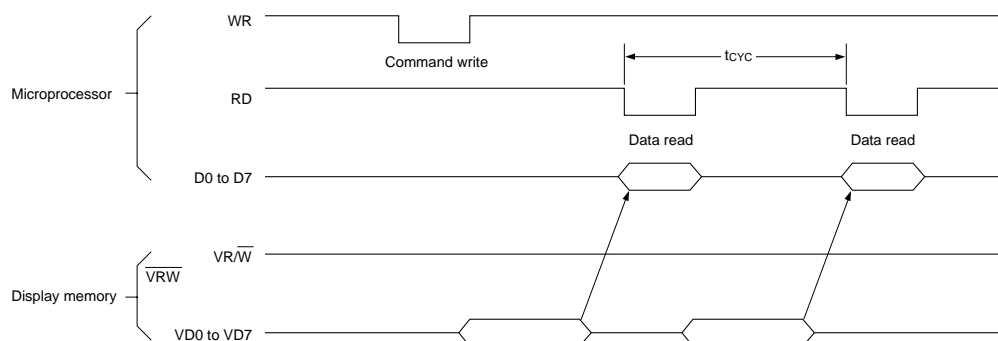 WR
Command write
tCYC
Microprocessor
RD
Data read
Data read
D0 to D7
VR/W̅
V̅R̅W̅
Display memory
VD0 to VD7